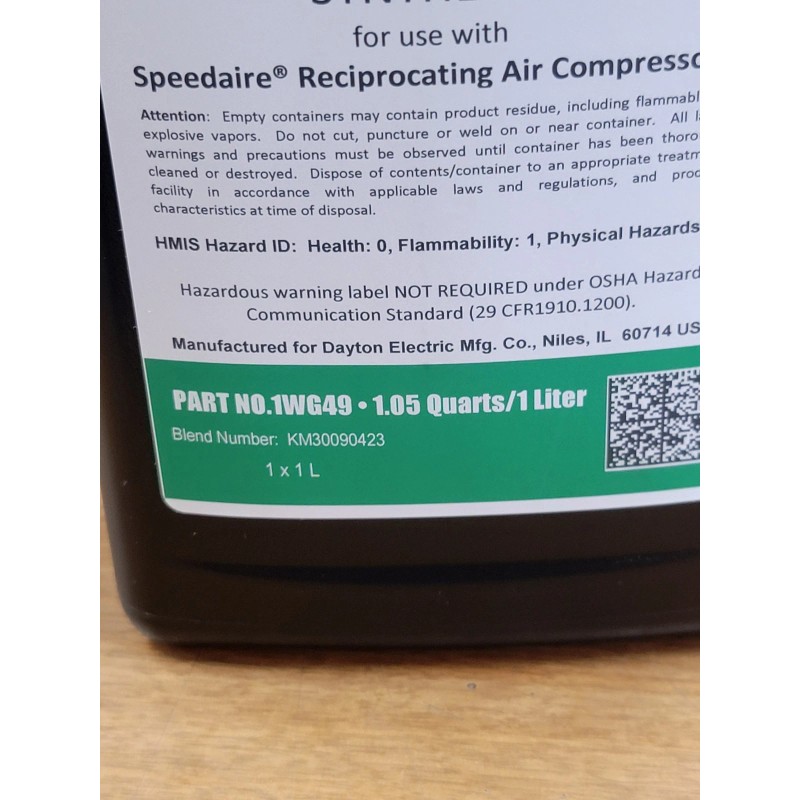 for use with
Speedaire® Reciprocating Air
Attention: Empty containers may contain product residue, including
explosive vapors. Do not cut, puncture or weld on or near container. All
warnings and precautions must be observed until container has been
cleaned or destroyed. Dispose of contents/container to an appropriate
facility in accordance with applicable laws and regulations, and
characteristics at time of disposal.
HMIS Hazard ID: Health: 0, Flammability: 1, Physical Hazards
Hazardous warning label NOT REQUIRED under OSHA Hazard
Communication Standard (29 CFR1910.1200).
Manufactured for Dayton Electric Mfg. Co., Niles, IL 60714 US
PART NO.1WG49 • 1.05 Quarts/1 Liter
Blend Number: KM30090423
1 x 1 L